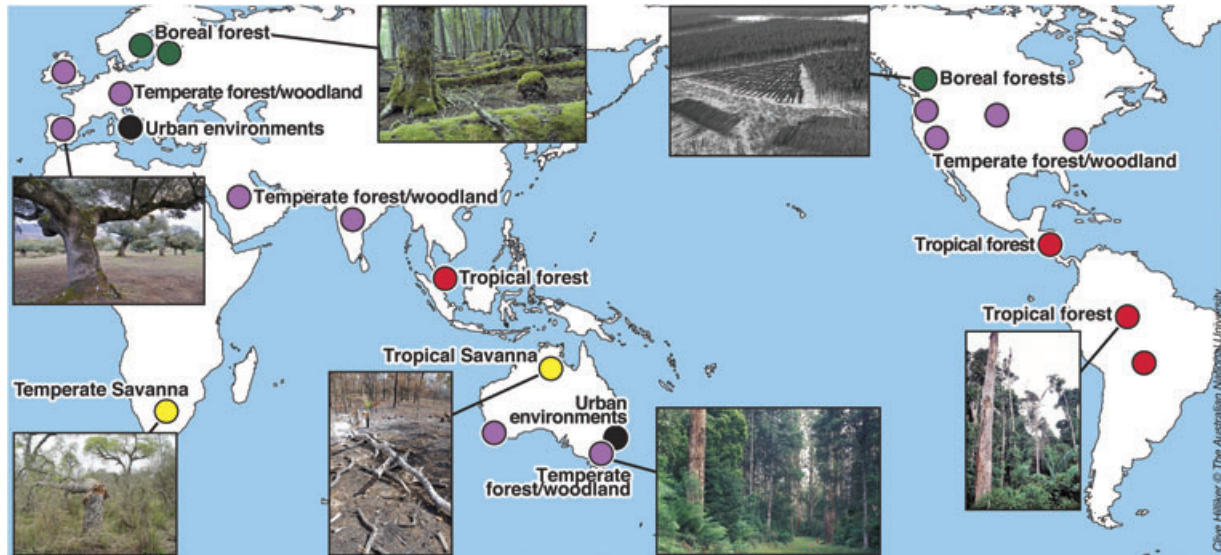 Boreal forest
Temperate forest/woodland
Urban environments
Temperate forest/woodland
Tropical forest
Temperate Savanna
Tropical Savanna
Urban
environments
Temperate
forest/woodland
Boreal forests
Temperate forest/woodland
Tropical forest
Tropical forest
Clive Hilliker © The Australian National University